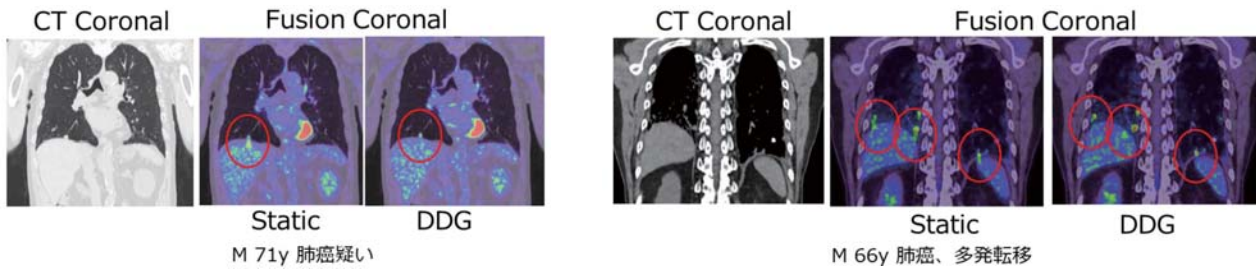 CT Coronal
Fusion Coronal
Static
DDG
M 71y 肺癌疑い
CT Coronal
Fusion Coronal
Static
DDG
M 66y 肺癌、多発転移